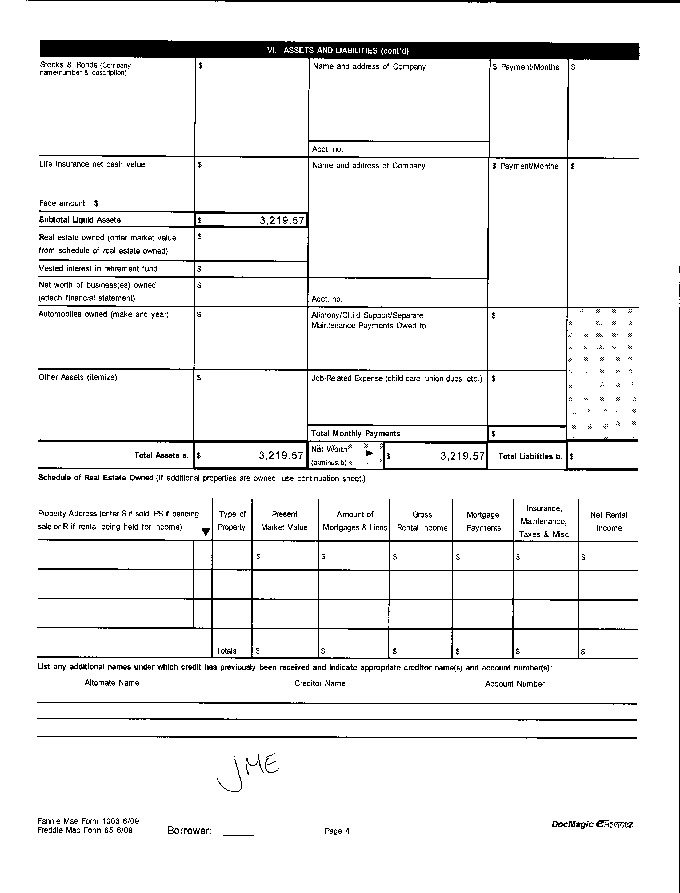 VI. ASSETS AND LIABILITIES (cont'd)
Stocks & Bonds (Company
name/number & description)
$
Name and address of Company
$ Payment/Months
$
Acct. no.
Life insurance net cash value
$
Name and address of Company
$ Payment/Months
$
Face amount $
Subtotal Liquid Assets
$ 3,219.57
Real estate owned (enter market value
from schedule of real estate owned)
$
Vested interest in retirement fund
$
Net worth of business(es) owned
(attach financial statement)
$
Acct. no.
Automobiles owned (make and year)
$
Alimony/Child Support/Separate
Maintenance Payments Owed to
$
Other Assets (itemize)
$
Job-Related Expense (child care, union dues, etc.)
$
Total Monthly Payments
$
Total Assets a.
$ 3,219.57
Net Worth
(a minus b)
$ 3,219.57
Total Liabilities b.
$
Schedule of Real Estate Owned (If additional properties are owned, use continuation sheet.)
Property Address (enter S if sold, PS if pending
sale or R if rental being held for income)
Type of
Property
Present
Market Value
Amount of
Mortgages & Liens
Gross
Rental Income
Mortgage
Payments
Insurance,
Maintenance,
Taxes & Misc.
Net Rental
Income
$ $ $ $ $ $
Totals $ $ $ $ $ $
List any additional names under which credit has previously been received and indicate appropriate creditor name(s) and account number(s):
Alternate Name Creditor Name Account Number
JME
Fannie Mae Form 1003 6/09
Freddie Mac Form 65 6/09
Borrower:
Page 4
DocMagic